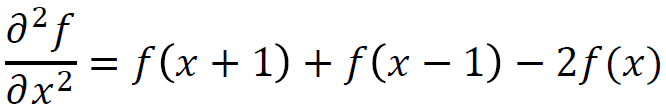 ∂²f/∂x² = f(x + 1) + f(x − 1) − 2f(x)